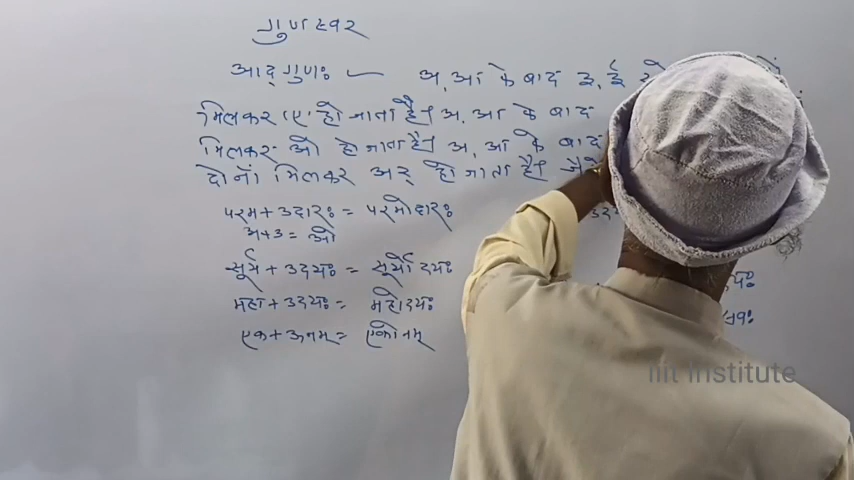 गुण स्वर
आद् गुणः — अ, आ के बाद इ, ई
मिलकर 'ए' हो जाता है। अ, आ के बाद
मिलकर ओ हो जाता है। अ, आ के बाद
दोनों मिलकर अर् हो जाता है।
परम + उदारः = परमोदारः
अ + उ = ओ
सूर्य + उदयः = सूर्योदयः
महा + उदयः = महोदयः
एक + ऊनम् = एकोनम्
iiit Institute